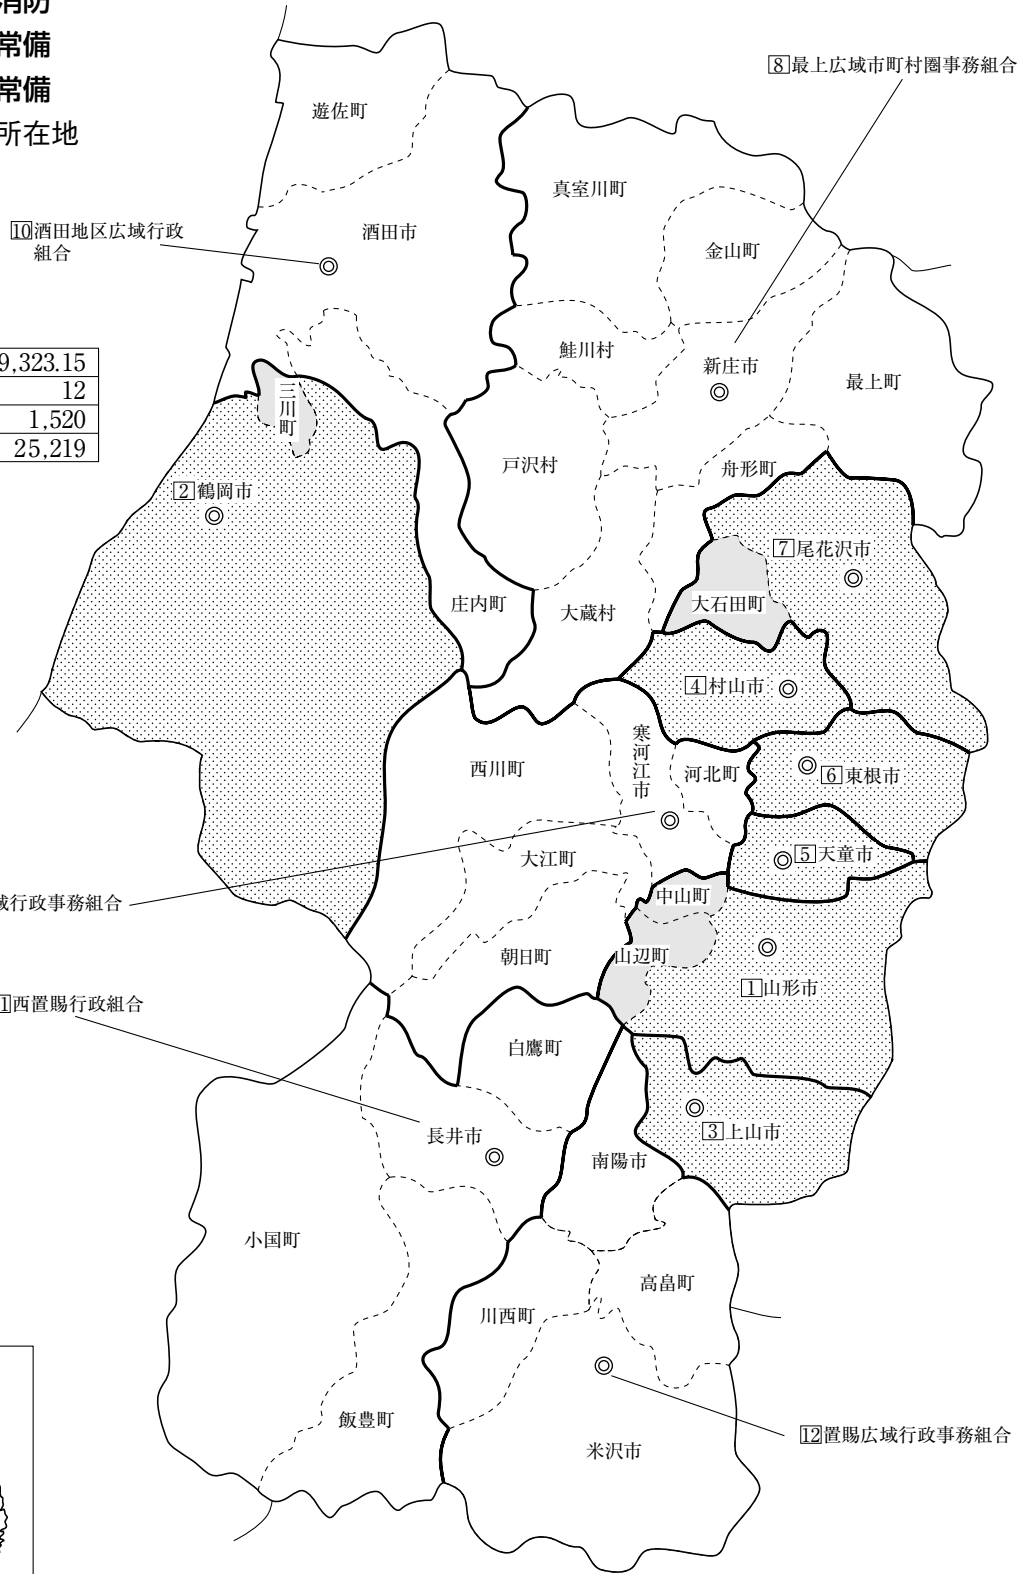 消防
常備
常備
所在地
9,323.15
12
1,520
25,219
8最上広域市町村圏事務組合
遊佐町
真室川町
10酒田地区広域行政
組合
酒田市
金山町
鮭川村
新庄市
最上町
三川町
戸沢村
舟形町
2鶴岡市
7尾花沢市
庄内町
大蔵村
大石田町
4村山市
寒河江市
西川町
河北町
6東根市
大江町
5天童市
域行政事務組合
中山町
朝日町
山辺町
1山形市
1西置賜行政組合
白鷹町
長井市
3上山市
南陽市
小国町
高畠町
川西町
飯豊町
12置賜広域行政事務組合
米沢市